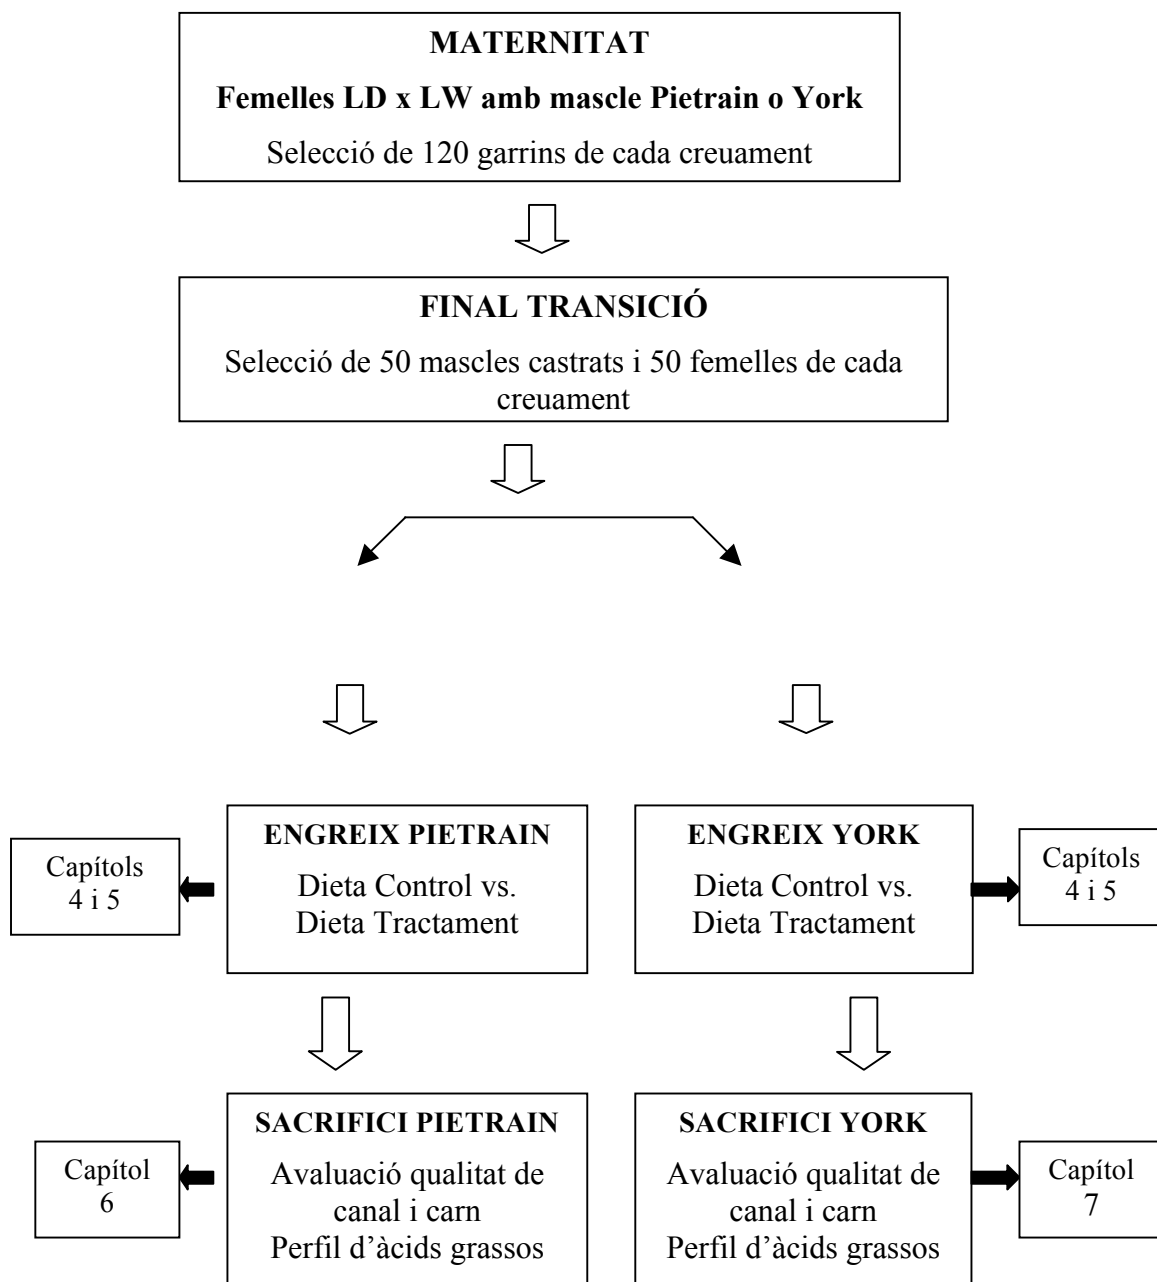 MATERNITAT
Femelles LD x LW amb mascle Pietrain o York
Selecció de 120 garrins de cada creuament
FINAL TRANSICIÓ
Selecció de 50 mascles castrats i 50 femelles de cada
creuament
Capítols
4 i 5
ENGREIX PIETRAIN
Dieta Control vs.
Dieta Tractament
ENGREIX YORK
Dieta Control vs.
Dieta Tractament
Capítols
4 i 5
Capítol
6
SACRIFICI PIETRAIN
Avaluació qualitat de
canal i carn
Perfil d’àcids grassos
SACRIFICI YORK
Avaluació qualitat de
canal i carn
Perfil d’àcids grassos
Capítol
7